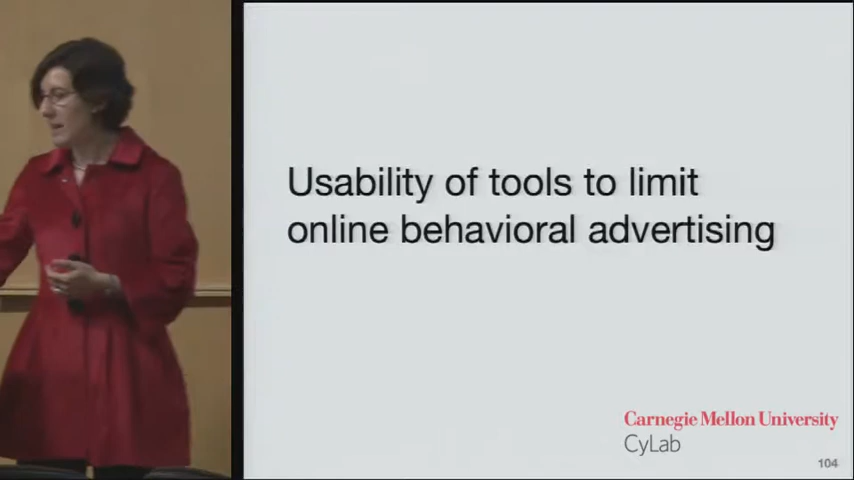 Usability of tools to limit
online behavioral advertising
Carnegie Mellon University
CyLab
104